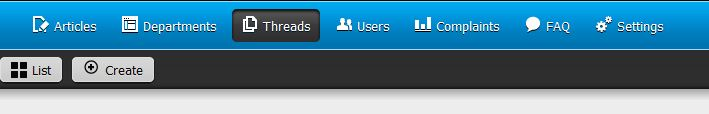 Articles Departments Threads Users Complaints FAQ Settings
List Create